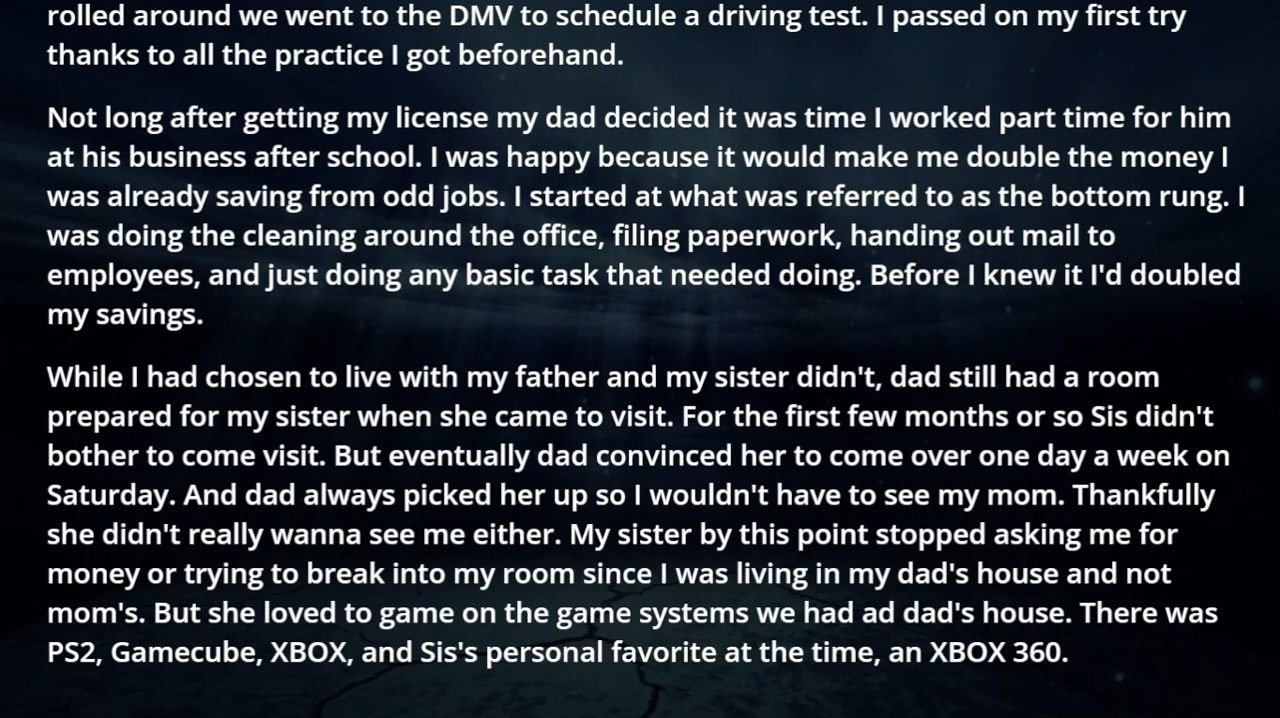 rolled around we went to the DMV to schedule a driving test. I passed on my first try
thanks to all the practice I got beforehand.
Not long after getting my license my dad decided it was time I worked part time for him
at his business after school. I was happy because it would make me double the money I
was already saving from odd jobs. I started at what was referred to as the bottom rung. I
was doing the cleaning around the office, filing paperwork, handing out mail to
employees, and just doing any basic task that needed doing. Before I knew it I'd doubled
my savings.
While I had chosen to live with my father and my sister didn't, dad still had a room
prepared for my sister when she came to visit. For the first few months or so Sis didn't
bother to come visit. But eventually dad convinced her to come over one day a week on
Saturday. And dad always picked her up so I wouldn't have to see my mom. Thankfully
she didn't really wanna see me either. My sister by this point stopped asking me for
money or trying to break into my room since I was living in my dad's house and not
mom's. But she loved to game on the game systems we had ad dad's house. There was
PS2, Gamecube, XBOX, and Sis's personal favorite at the time, an XBOX 360.